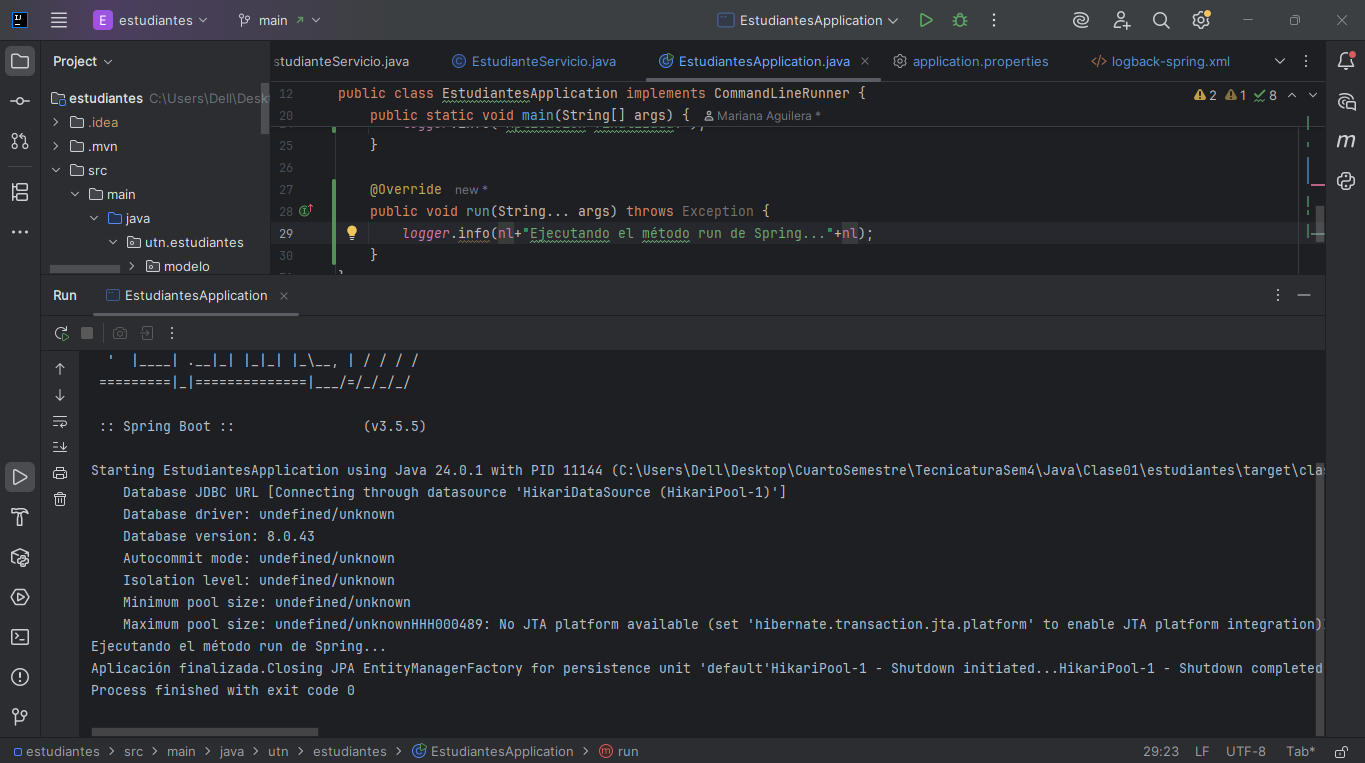 E estudiantes main EstudiantesApplication
Project
studianteServicio.java EstudianteServicio.java EstudiantesApplication.java application.properties logback-spring.xml
estudiantes C:\Users\Dell\Desk
.idea
.mvn
src
main
java
utn.estudiantes
modelo
12 public class EstudiantesApplication implements CommandLineRunner {
2 1 8
20 public static void main(String[] args) { Mariana Aguilera *
25 }
26
27 @Override new *
28 public void run(String... args) throws Exception {
29 logger.info(nl+"Ejecutando el método run de Spring..."+nl);
30 }
Run EstudiantesApplication
' |____| .__|_| |_|_| |_\__, | / / / /
=========|_|==============|___/=/_/_/_/
:: Spring Boot :: (v3.5.5)
Starting EstudiantesApplication using Java 24.0.1 with PID 11144 (C:\Users\Dell\Desktop\CuartoSemestre\TecnicaturaSem4\Java\Clase01\estudiantes\target\clas
Database JDBC URL [Connecting through datasource 'HikariDataSource (HikariPool-1)']
Database driver: undefined/unknown
Database version: 8.0.43
Autocommit mode: undefined/unknown
Isolation level: undefined/unknown
Minimum pool size: undefined/unknown
Maximum pool size: undefined/unknownHHH000489: No JTA platform available (set 'hibernate.transaction.jta.platform' to enable JTA platform integration)
Ejecutando el método run de Spring...
Aplicación finalizada.Closing JPA EntityManagerFactory for persistence unit 'default'HikariPool-1 - Shutdown initiated...HikariPool-1 - Shutdown completed
Process finished with exit code 0
estudiantes > src > main > java > utn > estudiantes > EstudiantesApplication > run 29:23 LF UTF-8 Tab*